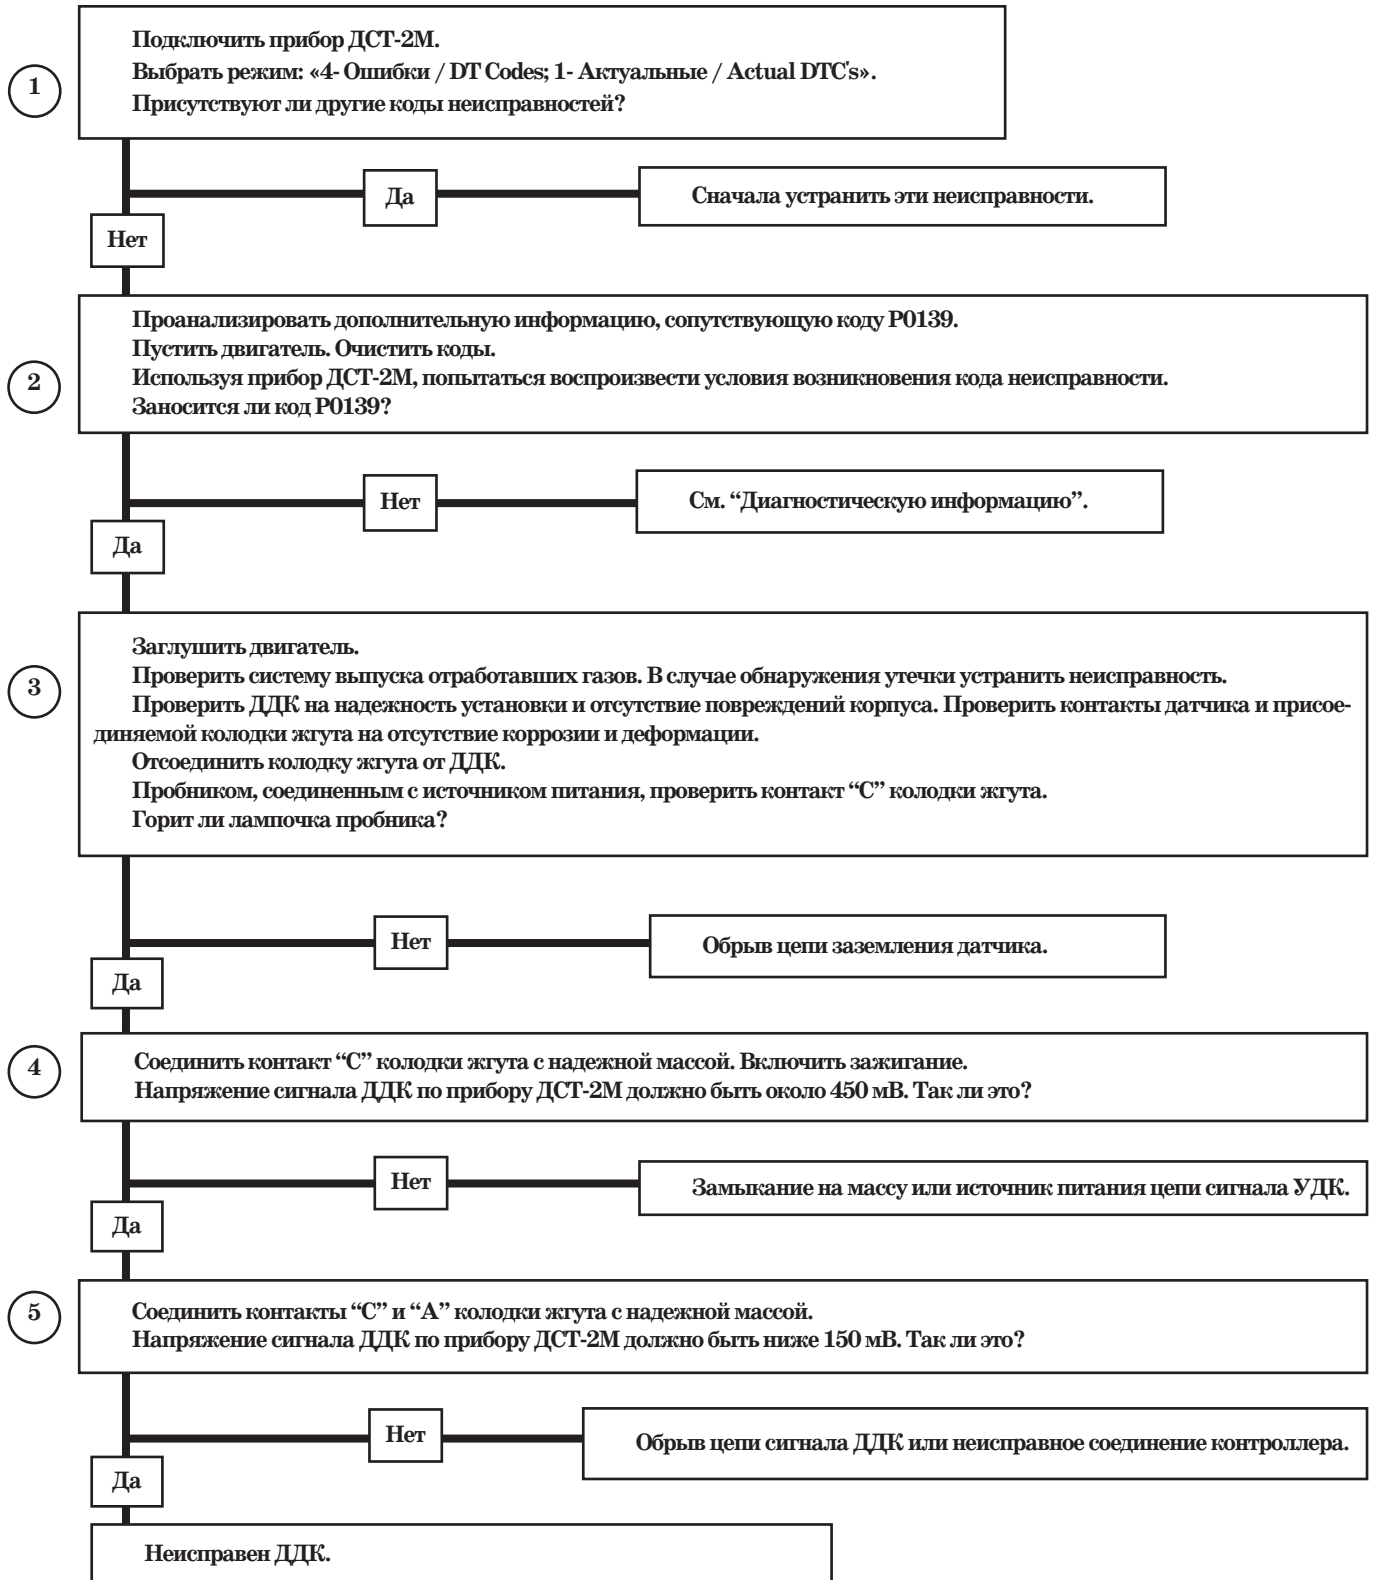 Подключить прибор ДСТ-2М.
1
Выбрать режим: «4- Ошибки / DT Codes; 1- Актуальные / Actual DTC's».
Присутствуют ли другие коды неисправностей?
Да
Сначала устранить эти неисправности.
Нет
Проанализировать дополнительную информацию, сопутствующую коду Р0139.
Пустить двигатель. Очистить коды.
2
Используя прибор ДСТ-2М, попытаться воспроизвести условия возникновения кода неисправности.
Заносится ли код Р0139?
Нет
См. “Диагностическую информацию”.
Да
Заглушить двигатель.
3
Проверить систему выпуска отработавших газов. В случае обнаружения утечки устранить неисправность.
Проверить ДДК на надежность установки и отсутствие повреждений корпуса. Проверить контакты датчика и присое-
диняемой колодки жгута на отсутствие коррозии и деформации.
Отсоединить колодку жгута от ДДК.
Пробником, соединенным с источником питания, проверить контакт “С” колодки жгута.
Горит ли лампочка пробника?
Нет
Обрыв цепи заземления датчика.
Да
4
Соединить контакт “С” колодки жгута с надежной массой. Включить зажигание.
Напряжение сигнала ДДК по прибору ДСТ-2М должно быть около 450 мВ. Так ли это?
Нет
Замыкание на массу или источник питания цепи сигнала УДК.
Да
5
Соединить контакты “С” и “А” колодки жгута с надежной массой.
Напряжение сигнала ДДК по прибору ДСТ-2М должно быть ниже 150 мВ. Так ли это?
Нет
Обрыв цепи сигнала ДДК или неисправное соединение контроллера.
Да
Неисправен ДДК.